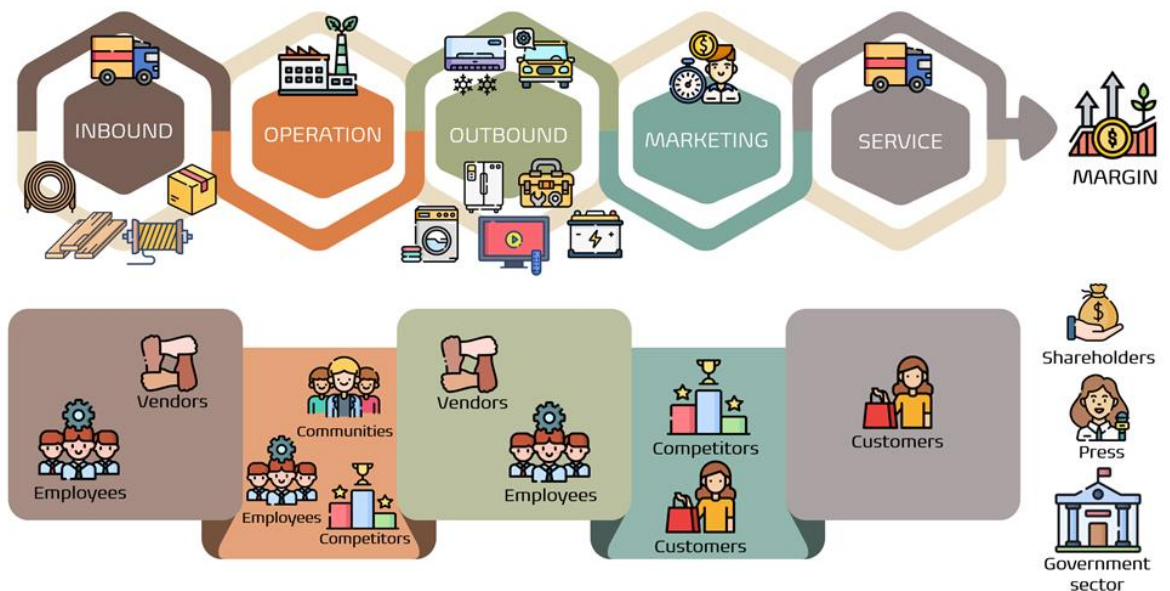 INBOUND
OPERATION
OUTBOUND
MARKETING
SERVICE
MARGIN
Vendors
Employees
Communities
Employees
Competitors
Vendors
Employees
Competitors
Customers
Customers
Shareholders
Press
Government
sector